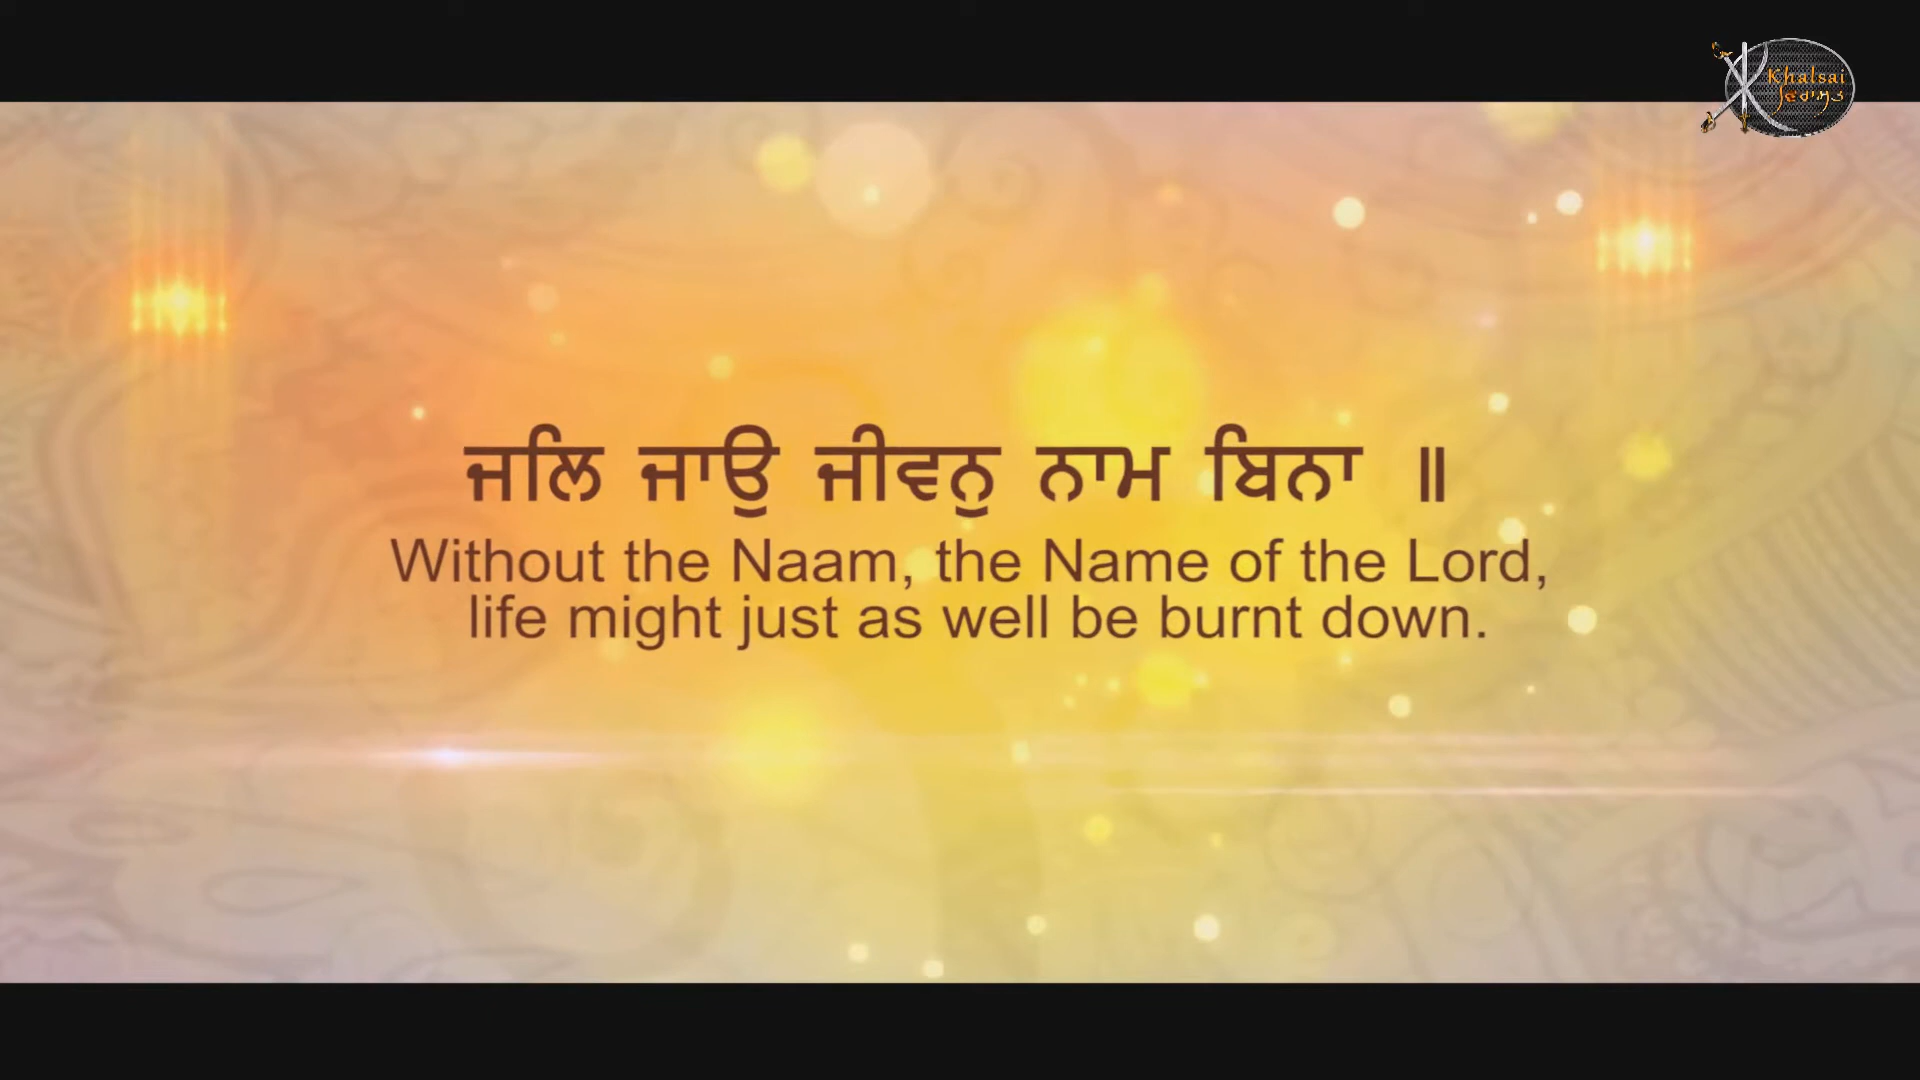 Khalsai
ਵਿਰਾਸਤ
ਜਲਿ ਜਾਉ ਜੀਵਨੁ ਨਾਮ ਬਿਨਾ ॥
Without the Naam, the Name of the Lord,
life might just as well be burnt down.